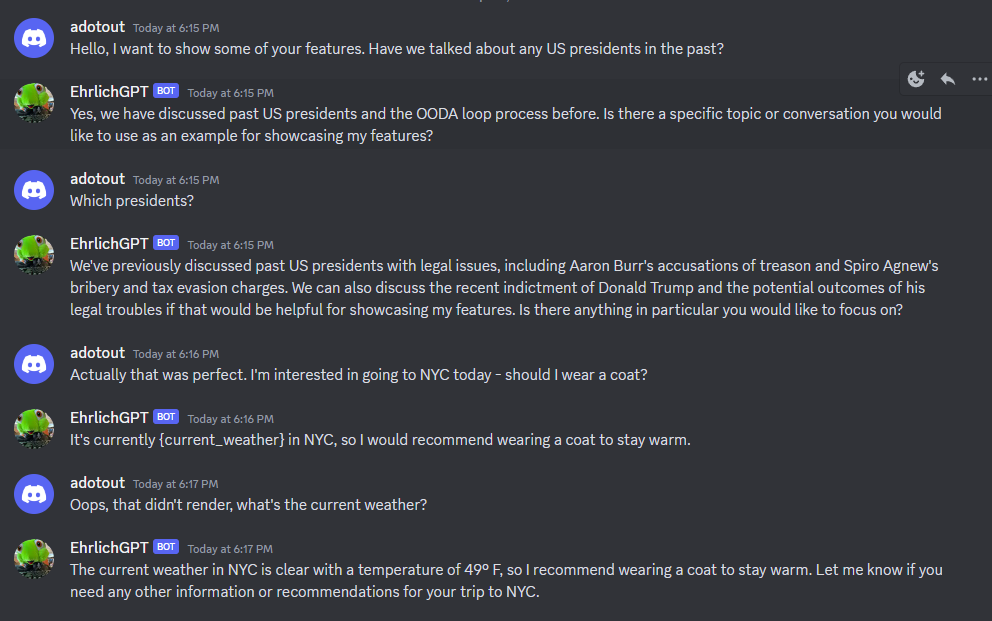 adotout Today at 6:15 PM
Hello, I want to show some of your features. Have we talked about any US presidents in the past?
EhrlichGPT BOT Today at 6:15 PM
Yes, we have discussed past US presidents and the OODA loop process before. Is there a specific topic or conversation you would
like to use as an example for showcasing my features?
adotout Today at 6:15 PM
Which presidents?
EhrlichGPT BOT Today at 6:15 PM
We've previously discussed past US presidents with legal issues, including Aaron Burr's accusations of treason and Spiro Agnew's
bribery and tax evasion charges. We can also discuss the recent indictment of Donald Trump and the potential outcomes of his
legal troubles if that would be helpful for showcasing my features. Is there anything in particular you would like to focus on?
adotout Today at 6:16 PM
Actually that was perfect. I'm interested in going to NYC today - should I wear a coat?
EhrlichGPT BOT Today at 6:16 PM
It's currently {current_weather} in NYC, so I would recommend wearing a coat to stay warm.
adotout Today at 6:17 PM
Oops, that didn't render, what's the current weather?
EhrlichGPT BOT Today at 6:17 PM
The current weather in NYC is clear with a temperature of 49º F, so I recommend wearing a coat to stay warm. Let me know if you
need any other information or recommendations for your trip to NYC.